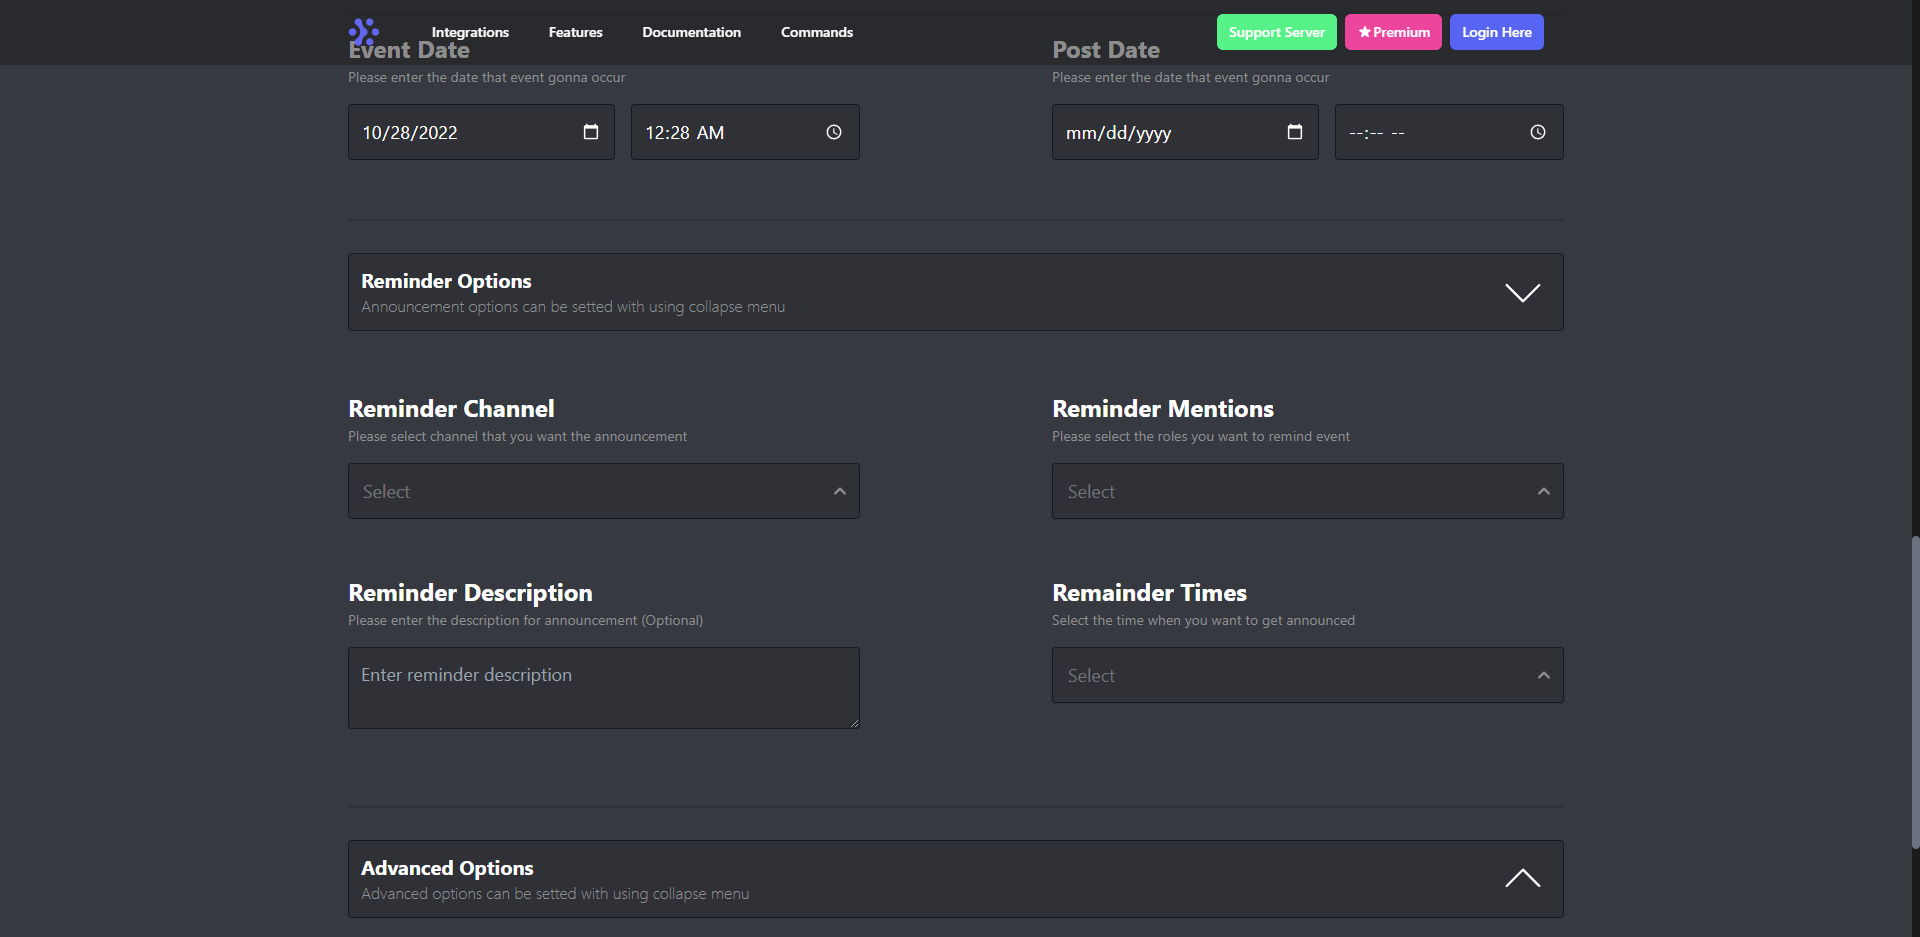 Integrations Features Documentation Commands Support Server Premium Login Here
Event Date Post Date
Please enter the date that event gonna occur Please enter the date that event gonna occur
10/28/2022 12:28 AM mm/dd/yyyy --:-- --
Reminder Options
Announcement options can be setted with using collapse menu
Reminder Channel Reminder Mentions
Please select channel that you want the announcement Please select the roles you want to remind event
Select Select
Reminder Description Remainder Times
Please enter the description for announcement (Optional) Select the time when you want to get announced
Enter reminder description Select
Advanced Options
Advanced options can be setted with using collapse menu